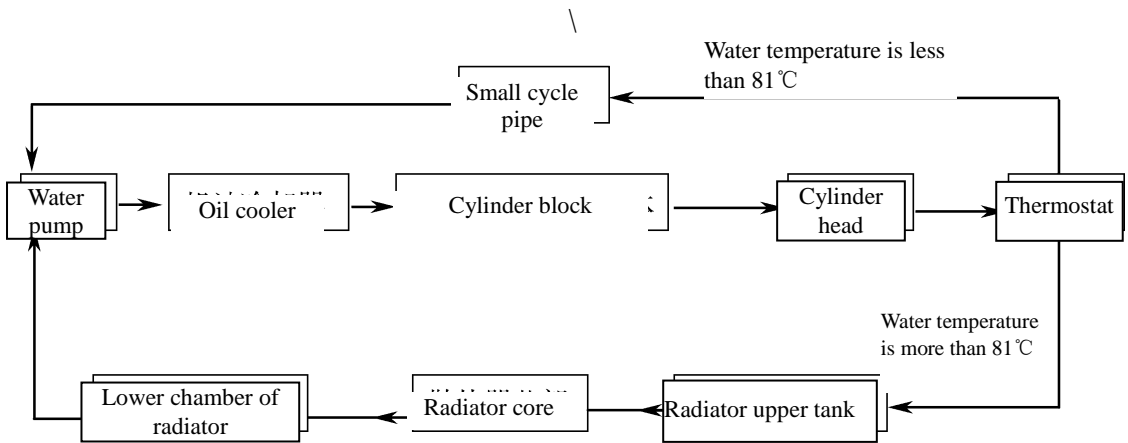 \
Water temperature is less
than 81℃
Small cycle
pipe
Water
pump
Oil cooler
Cylinder block
Cylinder
head
Thermostat
Water temperature
is more than 81℃
Lower chamber of
radiator
Radiator core
Radiator upper tank